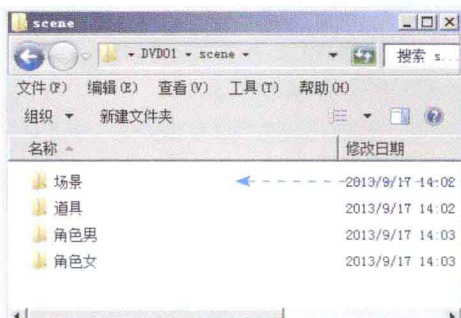 scene
DVD01 scene 搜索 s...
文件(F) 编辑(E) 查看(V) 工具(T) 帮助(H)
组织 新建文件夹
名称 修改日期
场景 2013/9/17 14:02
道具 2013/9/17 14:02
角色男 2013/9/17 14:03
角色女 2013/9/17 14:03